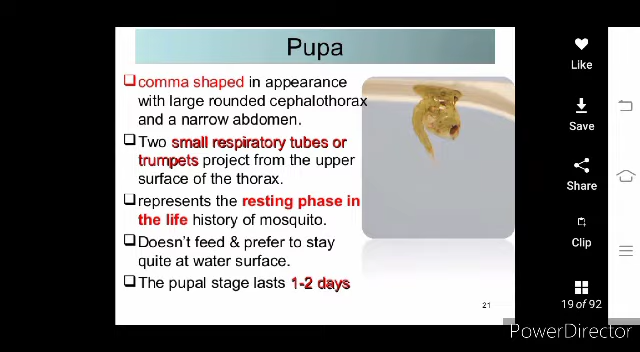 Pupa
comma shaped in appearance
with large rounded cephalothorax
and a narrow abdomen.
Two small respiratory tubes or
trumpets project from the upper
surface of the thorax.
represents the resting phase in
the life history of mosquito.
Doesn't feed & prefer to stay
quite at water surface.
The pupal stage lasts 1-2 days
21
Like
Save
Share
Clip
19 of 92
PowerDirector